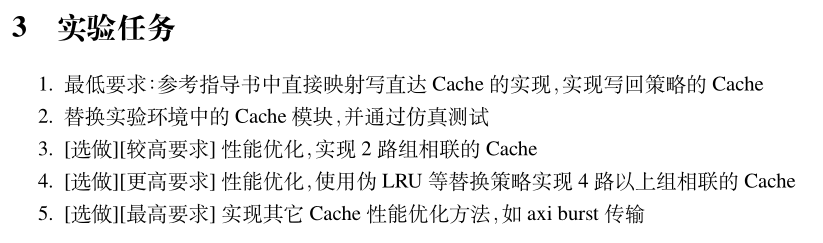 3 实验任务
1. 最低要求:参考指导书中直接映射写直达 Cache 的实现,实现写回策略的 Cache
2. 替换实验环境中的 Cache 模块,并通过仿真测试
3. [选做][较高要求] 性能优化,实现 2 路组相联的 Cache
4. [选做][更高要求] 性能优化,使用伪 LRU 等替换策略实现 4 路以上组相联的 Cache
5. [选做][最高要求] 实现其它 Cache 性能优化方法,如 axi burst 传输